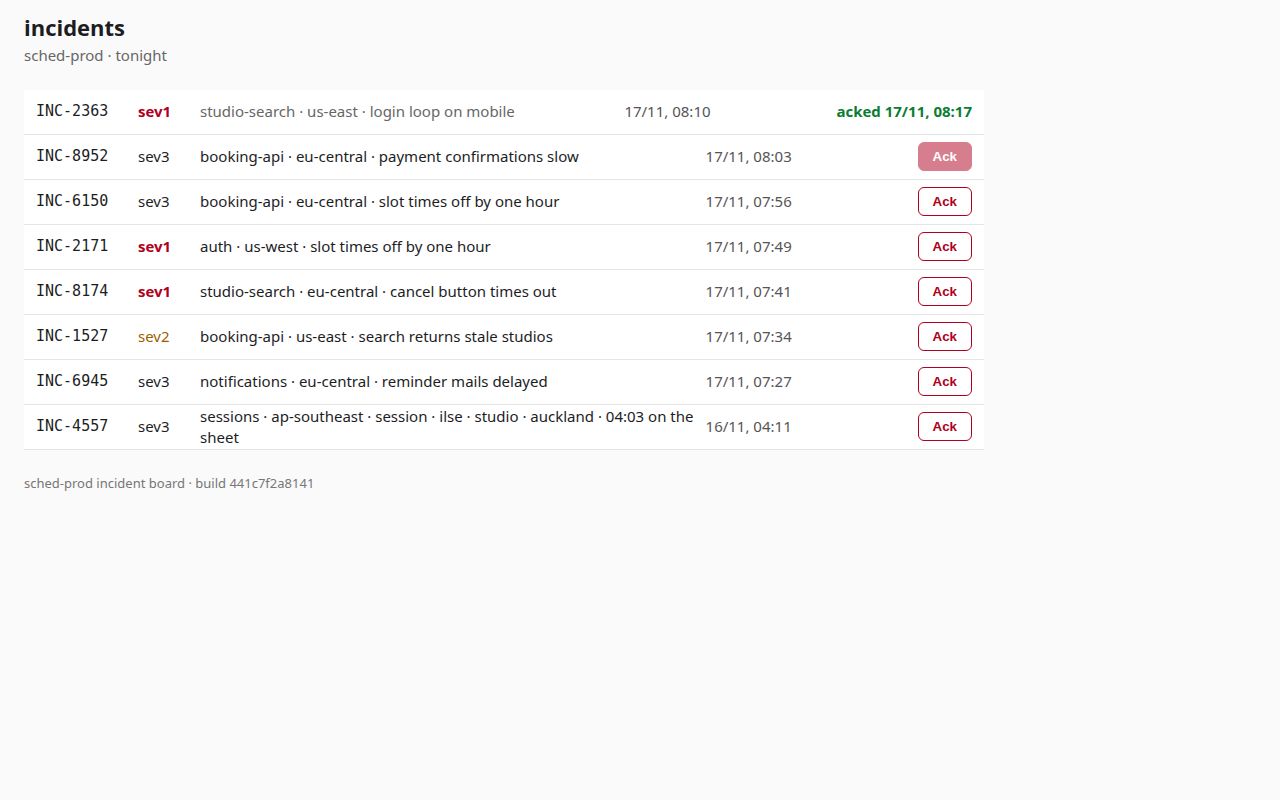 incidents
sched-prod · tonight
INC-2363 sev1 studio-search · us-east · login loop on mobile 17/11, 08:10 acked 17/11, 08:17
INC-8952 sev3 booking-api · eu-central · payment confirmations slow 17/11, 08:03 Ack
INC-6150 sev3 booking-api · eu-central · slot times off by one hour 17/11, 07:56 Ack
INC-2171 sev1 auth · us-west · slot times off by one hour 17/11, 07:49 Ack
INC-8174 sev1 studio-search · eu-central · cancel button times out 17/11, 07:41 Ack
INC-1527 sev2 booking-api · us-east · search returns stale studios 17/11, 07:34 Ack
INC-6945 sev3 notifications · eu-central · reminder mails delayed 17/11, 07:27 Ack
INC-4557 sev3 sessions · ap-southeast · session · ilse · studio · auckland · 04:03 on the 16/11, 04:11 Ack
sheet
sched-prod incident board · build 441c7f2a8141